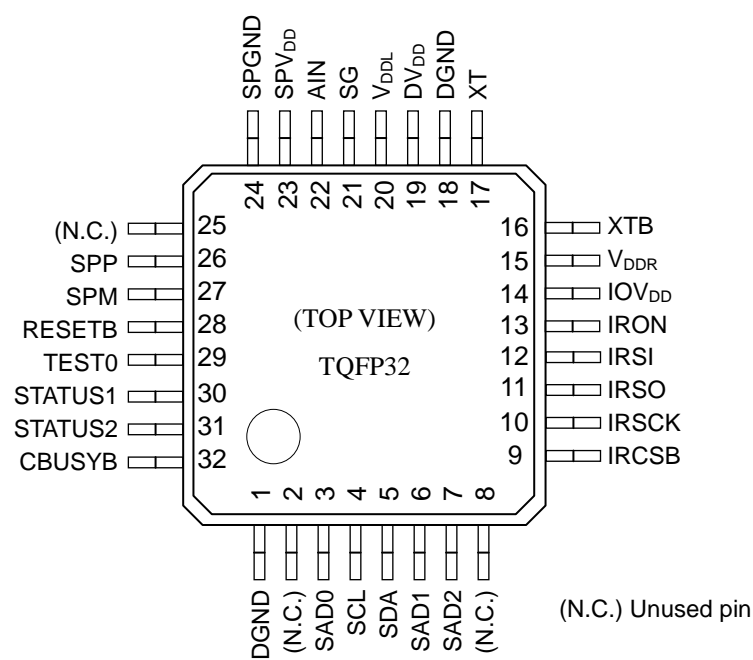 SPGND
SPVDD
AIN
SG
VDDL
DVDD
DGND
XT
24 23 22 21 20 19 18 17
(N.C.) 25
SPP 26
SPM 27
RESETB 28
TEST0 29
STATUS1 30
STATUS2 31
CBUSYB 32
16 XTB
15 VDDR
14 IOVDD
13 IRON
12 IRSI
11 IRSO
10 IRSCK
9 IRCSB
(TOP VIEW)
TQFP32
1 2 3 4 5 6 7 8
DGND
(N.C.)
SAD0
SCL
SDA
SAD1
SAD2
(N.C.)
(N.C.) Unused pin